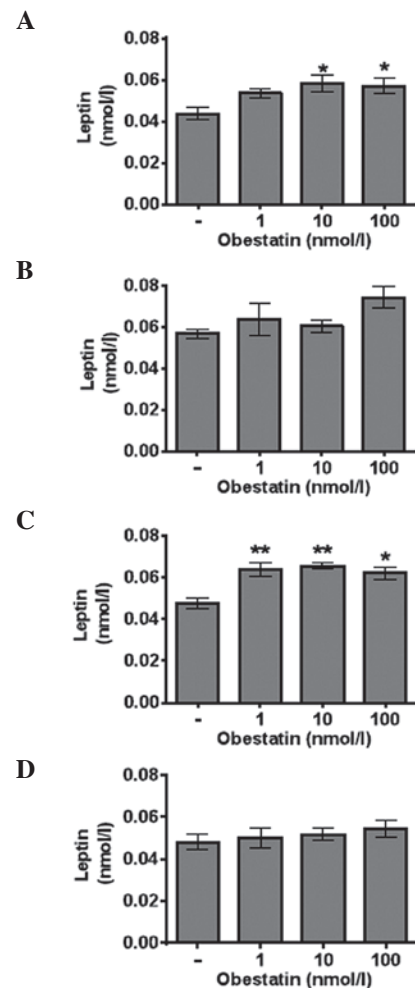 A
0.08
0.06
0.04
0.02
0.00
Leptin
(nmol/l)
*
*
- 1 10 100
Obestatin (nmol/l)
B
0.08
0.06
0.04
0.02
0.00
Leptin
(nmol/l)
- 1 10 100
Obestatin (nmol/l)
C
0.08
0.06
0.04
0.02
0.00
Leptin
(nmol/l)
** ** *
- 1 10 100
Obestatin (nmol/l)
D
0.08
0.06
0.04
0.02
0.00
Leptin
(nmol/l)
- 1 10 100
Obestatin (nmol/l)